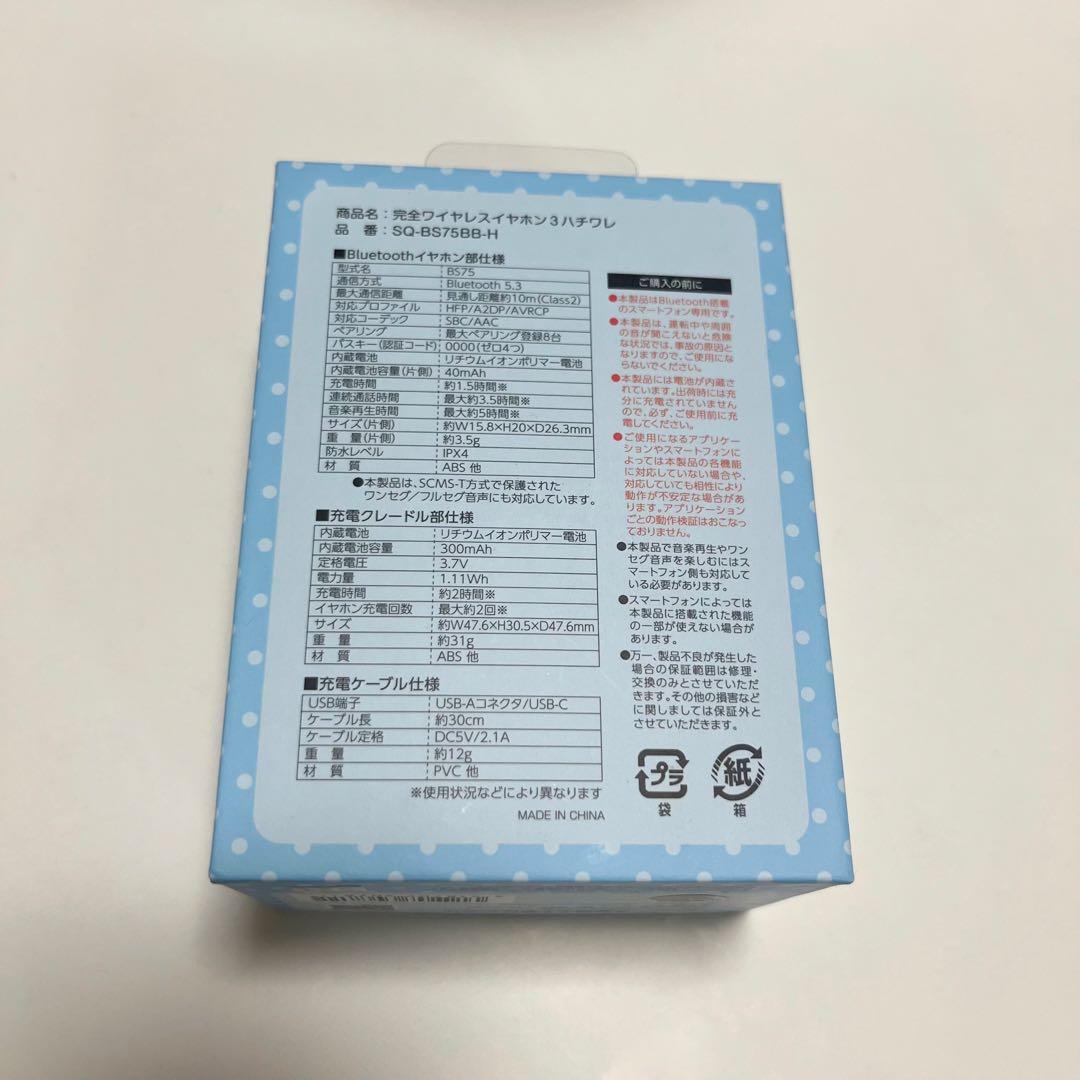 商品名：完全ワイヤレスイヤホン3ハチワレ
品　番：SQ-BS75BB-H
■Bluetoothイヤホン部仕様
型式名 BS75
通信方式 Bluetooth 5.3
最大通信距離 見通し距離約10m(Class2)
対応プロファイル HFP/A2DP/AVRCP
対応コーデック SBC/AAC
ペアリング 最大ペアリング登録8台
パスキー(認証コード) 0000(ゼロ4つ)
内蔵電池 リチウムイオンポリマー電池
内蔵電池容量(片側) 40mAh
充電時間 約1.5時間※
連続通話時間 最大約3.5時間※
音楽再生時間 最大約5時間※
サイズ(片側) 約W15.8×H20×D26.3mm
重　量(片側) 約3.5g
防水レベル IPX4
材　質 ABS 他
●本製品は、SCMS-T方式で保護された
ワンセグ/フルセグ音声にも対応しています。
■充電クレードル部仕様
内蔵電池 リチウムイオンポリマー電池
内蔵電池容量 300mAh
定格電圧 3.7V
電力量 1.11Wh
充電時間 約2時間※
イヤホン充電回数 最大約2回※
サイズ 約W47.6×H30.5×D47.6mm
重　量 約31g
材　質 ABS 他
■充電ケーブル仕様
USB端子 USB-Aコネクタ/USB-C
ケーブル長 約30cm
ケーブル定格 DC5V/2.1A
重　量 約12g
材　質 PVC 他
※使用状況などにより異なります
MADE IN CHINA
ご購入の前に
●本製品はBluetooth搭載
のスマートフォン専用です。
●本製品は、運転中や周囲
の音が聞こえないと危険
な状況では、事故の原因と
なりますので、ご使用にな
らないでください。
●本製品には電池が内蔵さ
れています。出荷時には充
分に充電されていません
ので、必ず、ご使用前に充
電してください。
●ご使用になるアプリケー
ションやスマートフォンに
よっては本製品の各機能
に対応していない場合や、
対応していても相性により
動作が不安定な場合があ
ります。アプリケーション
ごとの動作検証はおこなっ
ておりません。
●本製品で音楽再生やワン
セグ音声を楽しむにはス
マートフォン側も対応して
いる必要があります。
●スマートフォンによっては
本製品に搭載された機能
の一部が使えない場合が
あります。
●万一、製品不良が発生した
場合の保証範囲は修理・
交換のみとさせていただ
きます。その他の損害など
に関しましては保証外と
させていただきます。
プラ
袋
紙
箱